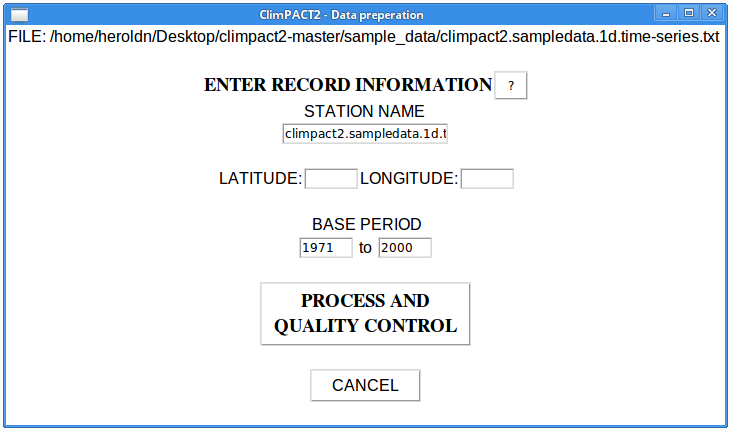 ClimPACT2 - Data preperation
FILE: /home/heroldn/Desktop/climpact2-master/sample_data/climpact2.sampledata.1d.time-series.txt
ENTER RECORD INFORMATION ?
STATION NAME
climpact2.sampledata.1d.t
LATITUDE: LONGITUDE:
BASE PERIOD
1971 to 2000
PROCESS AND
QUALITY CONTROL
CANCEL